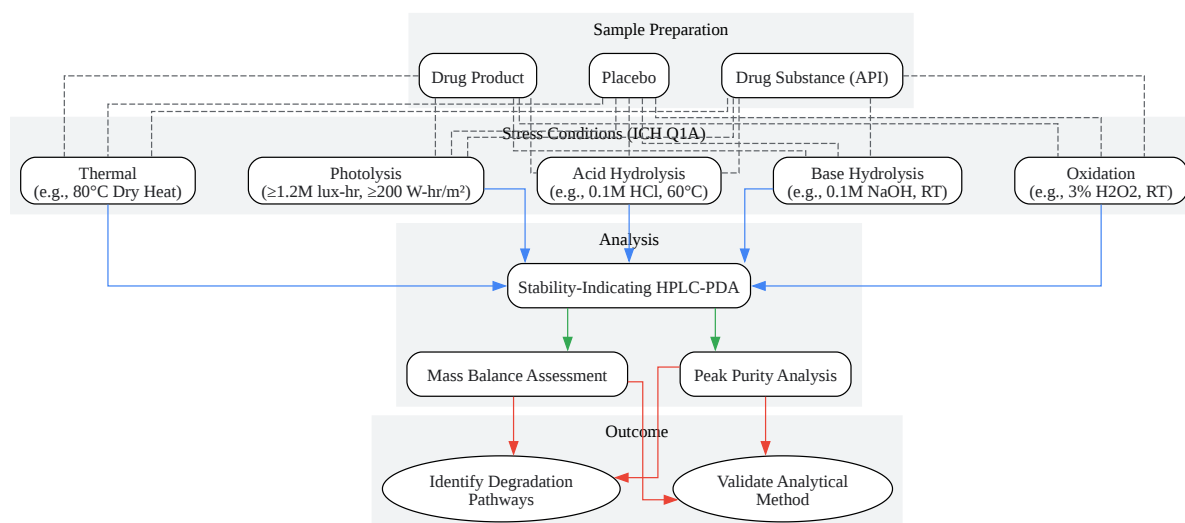 Sample Preparation
Drug Product
Placebo
Drug Substance (API)
Stress Conditions (ICH Q1A)
Thermal
(e.g., 80°C Dry Heat)
Photolysis
(≥1.2M lux-hr, ≥200 W-hr/m²)
Acid Hydrolysis
(e.g., 0.1M HCl, 60°C)
Base Hydrolysis
(e.g., 0.1M NaOH, RT)
Oxidation
(e.g., 3% H2O2, RT)
Analysis
Stability-Indicating HPLC-PDA
Mass Balance Assessment
Peak Purity Analysis
Outcome
Identify Degradation
Pathways
Validate Analytical
Method